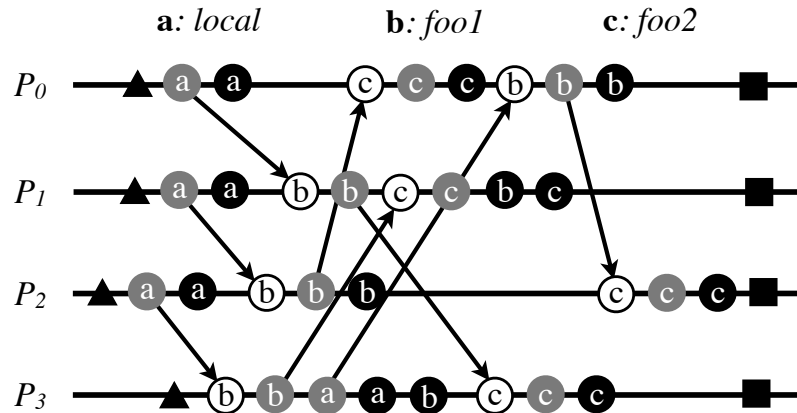 a: local b: foo1 c: foo2
P0 a a c c c b b b
P1 a a b b c c b c
P2 a a b b b c c c
P3 b b a a b c c c